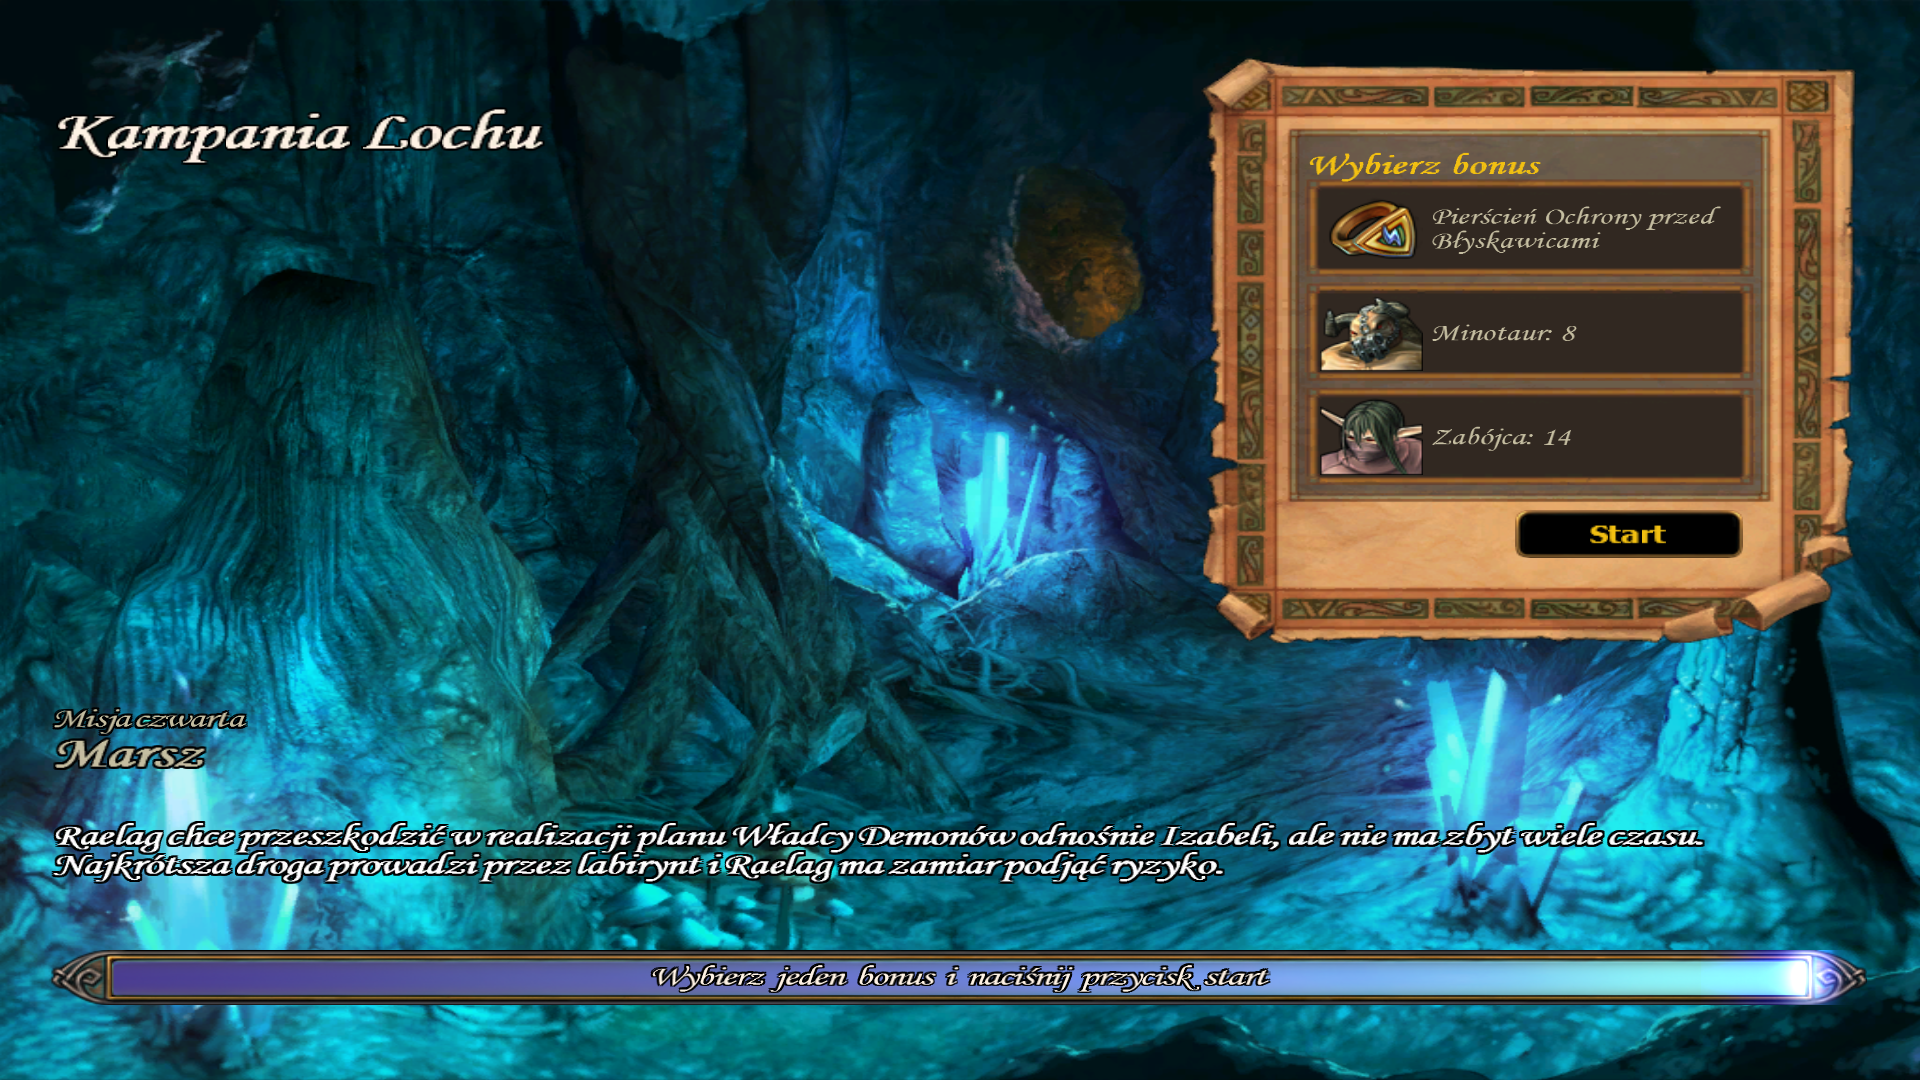 Kampania Lochu
Wybierz bonus
Pierścień Ochrony przed
Błyskawicami
Minotaur: 8
Zabójca: 14
Start
Misja czwarta
Marsz
Raelag chce przeszkodzić w realizacji planu Władcy Demonów odnośnie Izabeli, ale nie ma zbyt wiele czasu.
Najkrótsza droga prowadzi przez labirynt i Raelag ma zamiar podjąć ryzyko.
Wybierz jeden bonus i naciśnij przycisk start